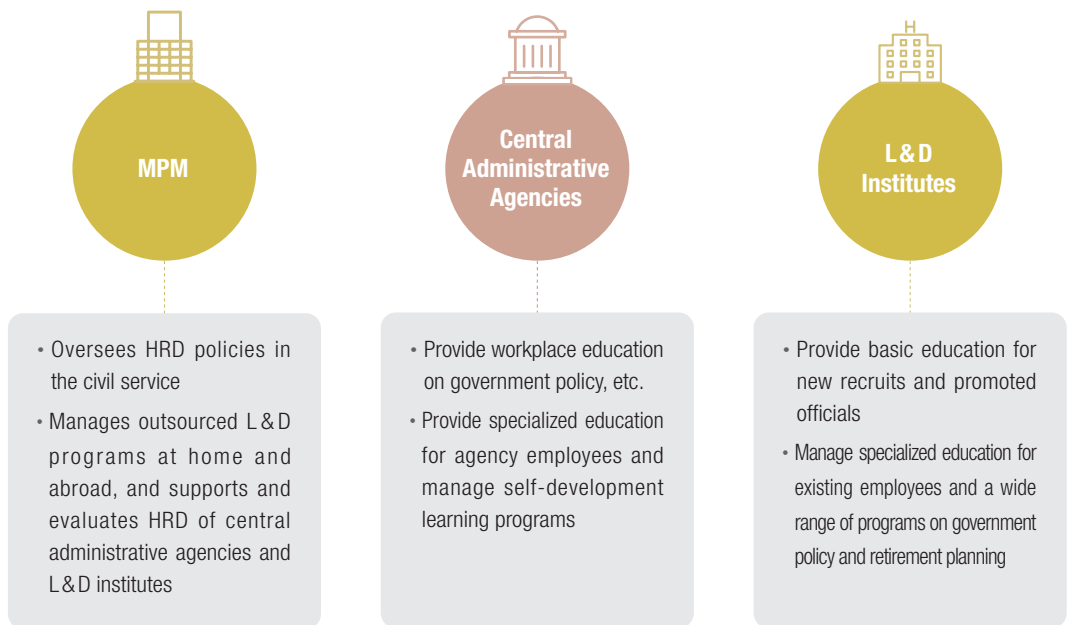 MPM
• Oversees HRD policies in
the civil service
• Manages outsourced L&D
programs at home and
abroad, and supports and
evaluates HRD of central
administrative agencies and
L&D institutes
Central
Administrative
Agencies
• Provide workplace education
on government policy, etc.
• Provide specialized education
for agency employees and
manage self-development
learning programs
L&D
Institutes
• Provide basic education for
new recruits and promoted
officials
• Manage specialized education for
existing employees and a wide
range of programs on government
policy and retirement planning